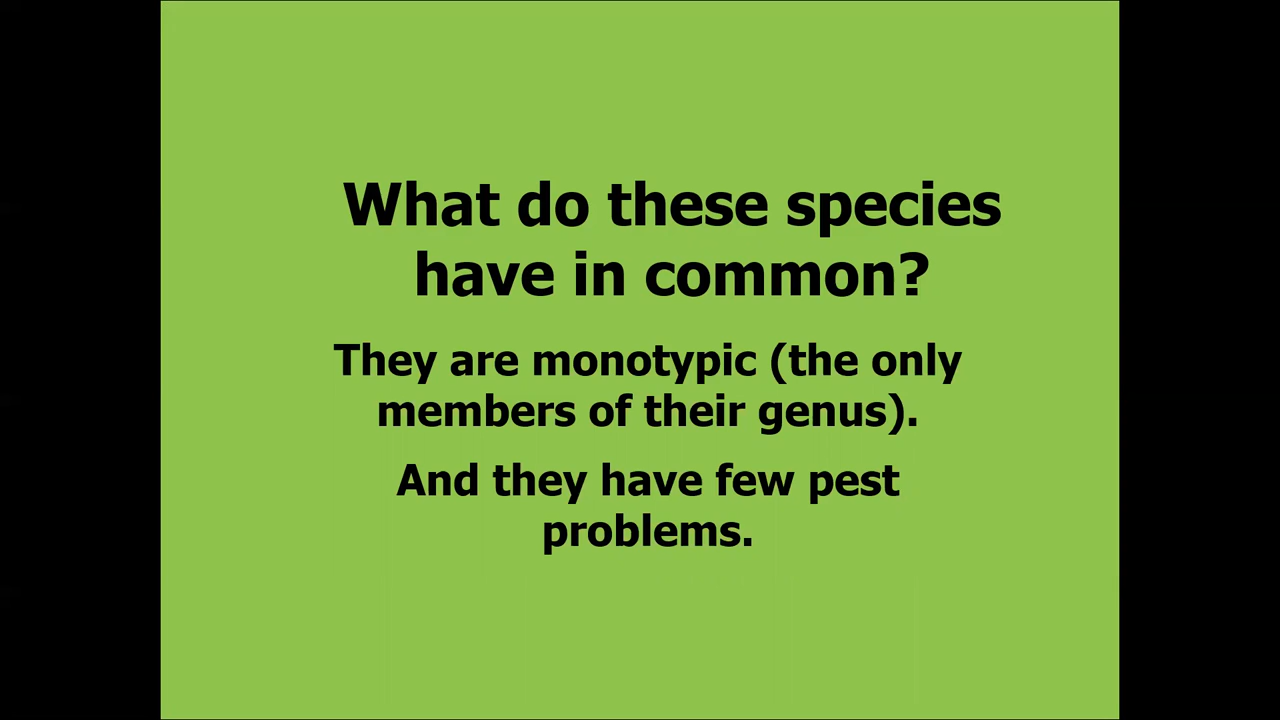 What do these species
have in common?
They are monotypic (the only
members of their genus).
And they have few pest
problems.